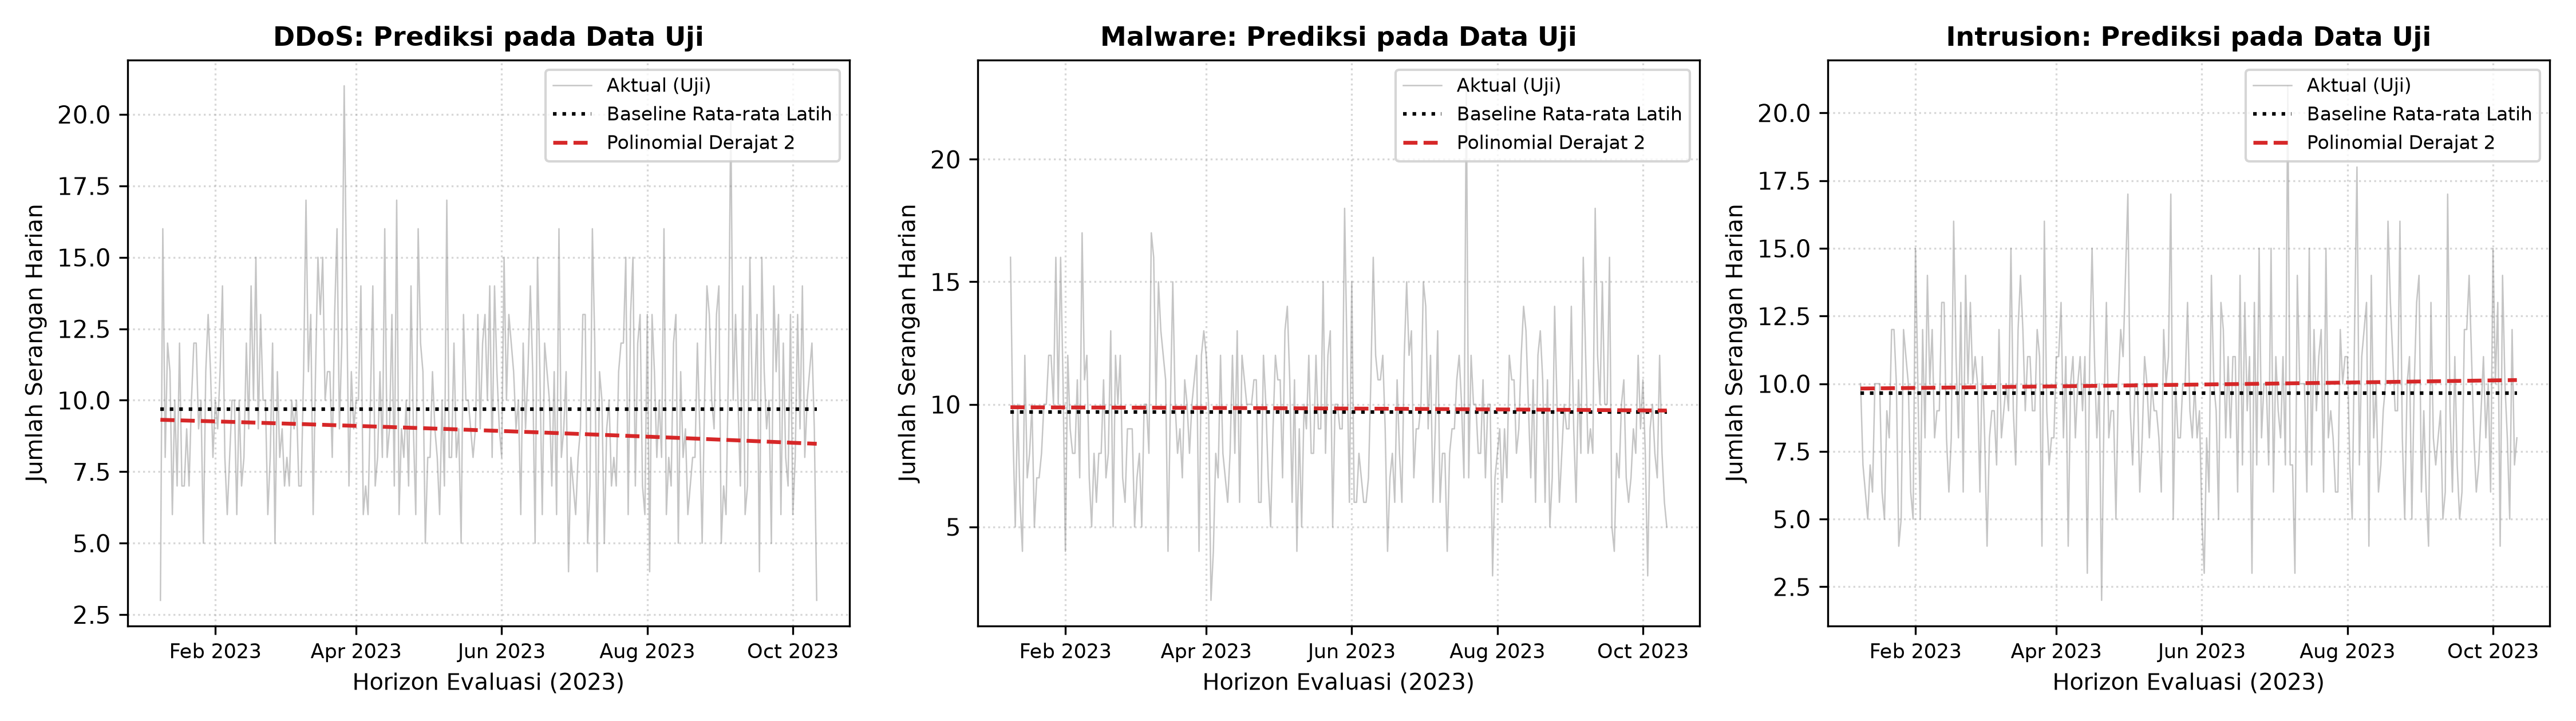 DDoS: Prediksi pada Data Uji
Jumlah Serangan Harian
20.0
17.5
15.0
12.5
10.0
7.5
5.0
2.5
Aktual (Uji)
Baseline Rata-rata Latih
Polinomial Derajat 2
Feb 2023
Apr 2023
Jun 2023
Aug 2023
Oct 2023
Horizon Evaluasi (2023)
Malware: Prediksi pada Data Uji
Jumlah Serangan Harian
20
15
10
5
Aktual (Uji)
Baseline Rata-rata Latih
Polinomial Derajat 2
Feb 2023
Apr 2023
Jun 2023
Aug 2023
Oct 2023
Horizon Evaluasi (2023)
Intrusion: Prediksi pada Data Uji
Jumlah Serangan Harian
20.0
17.5
15.0
12.5
10.0
7.5
5.0
2.5
Aktual (Uji)
Baseline Rata-rata Latih
Polinomial Derajat 2
Feb 2023
Apr 2023
Jun 2023
Aug 2023
Oct 2023
Horizon Evaluasi (2023)